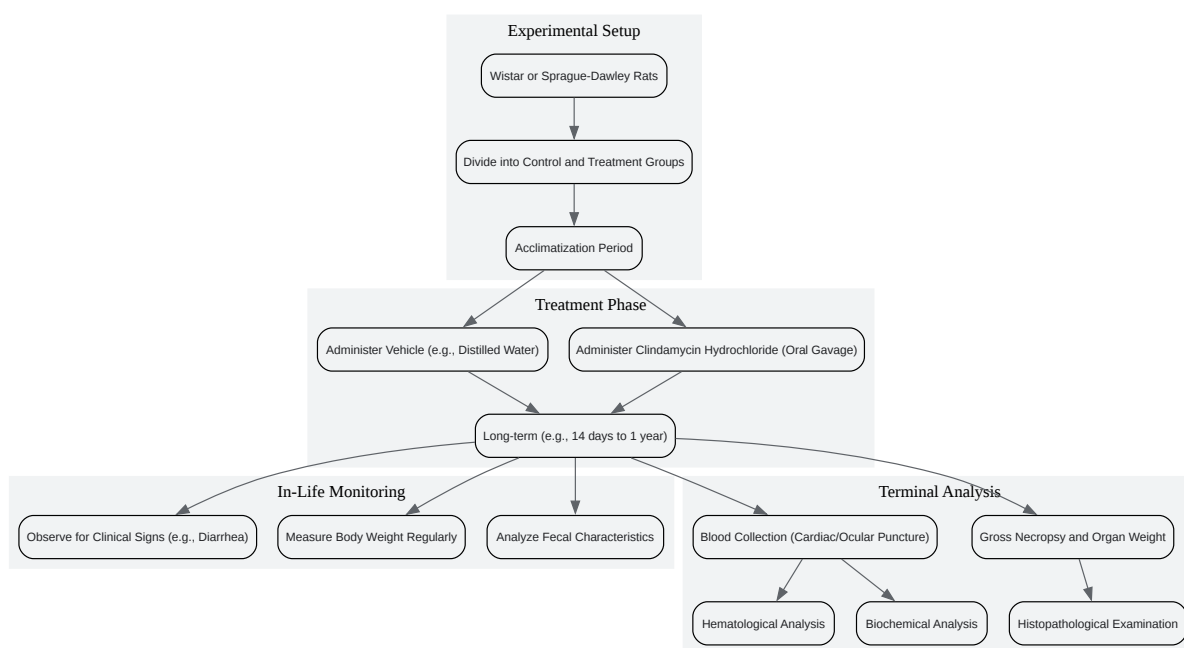 Experimental Setup
Wistar or Sprague-Dawley Rats
Divide into Control and Treatment Groups
Acclimatization Period
Treatment Phase
Administer Vehicle (e.g., Distilled Water)
Administer Clindamycin Hydrochloride (Oral Gavage)
Long-term (e.g., 14 days to 1 year)
In-Life Monitoring
Observe for Clinical Signs (e.g., Diarrhea)
Measure Body Weight Regularly
Analyze Fecal Characteristics
Terminal Analysis
Blood Collection (Cardiac/Ocular Puncture)
Gross Necropsy and Organ Weight
Hematological Analysis
Biochemical Analysis
Histopathological Examination